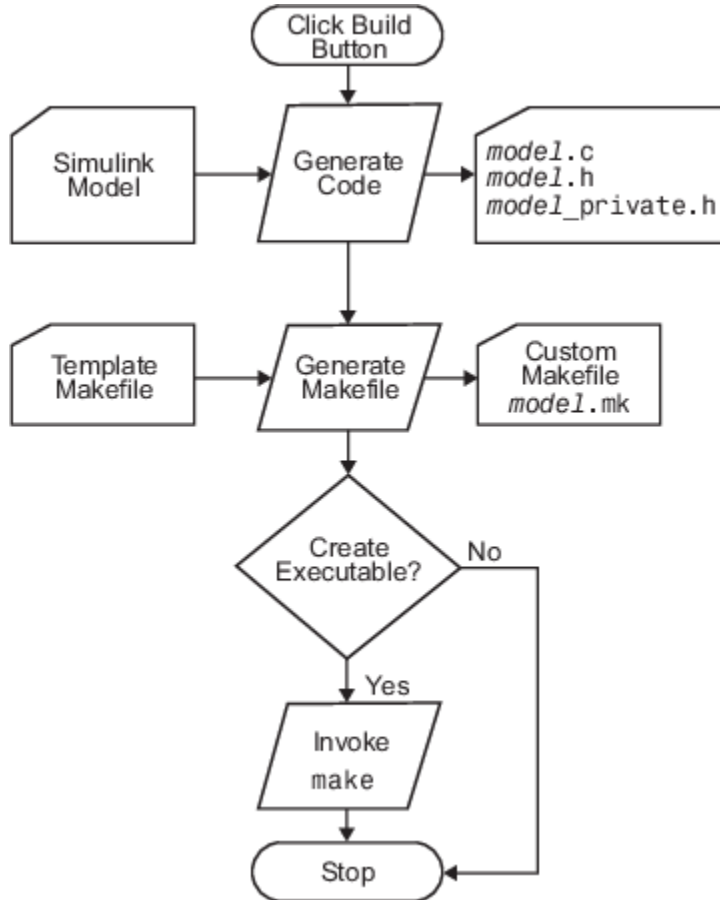 Click Build
Button
Simulink
Model
Generate
Code
model.c
model.h
model_private.h
Template
Makefile
Generate
Makefile
Custom
Makefile
model.mk
Create
Executable?
No
Yes
Invoke
make
Stop